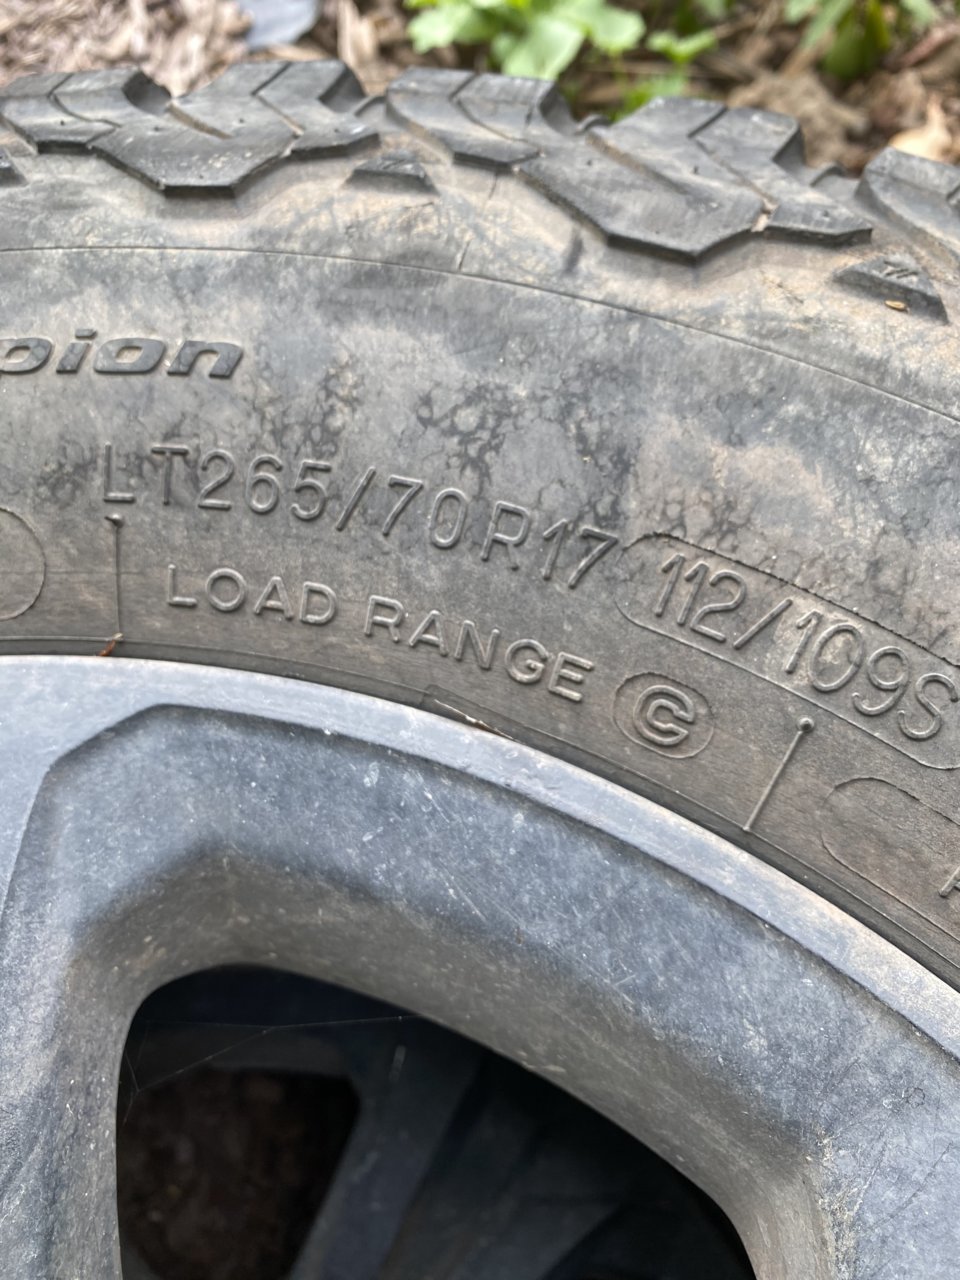 pion
LT265/70R17 112/109S
LOAD RANGE C